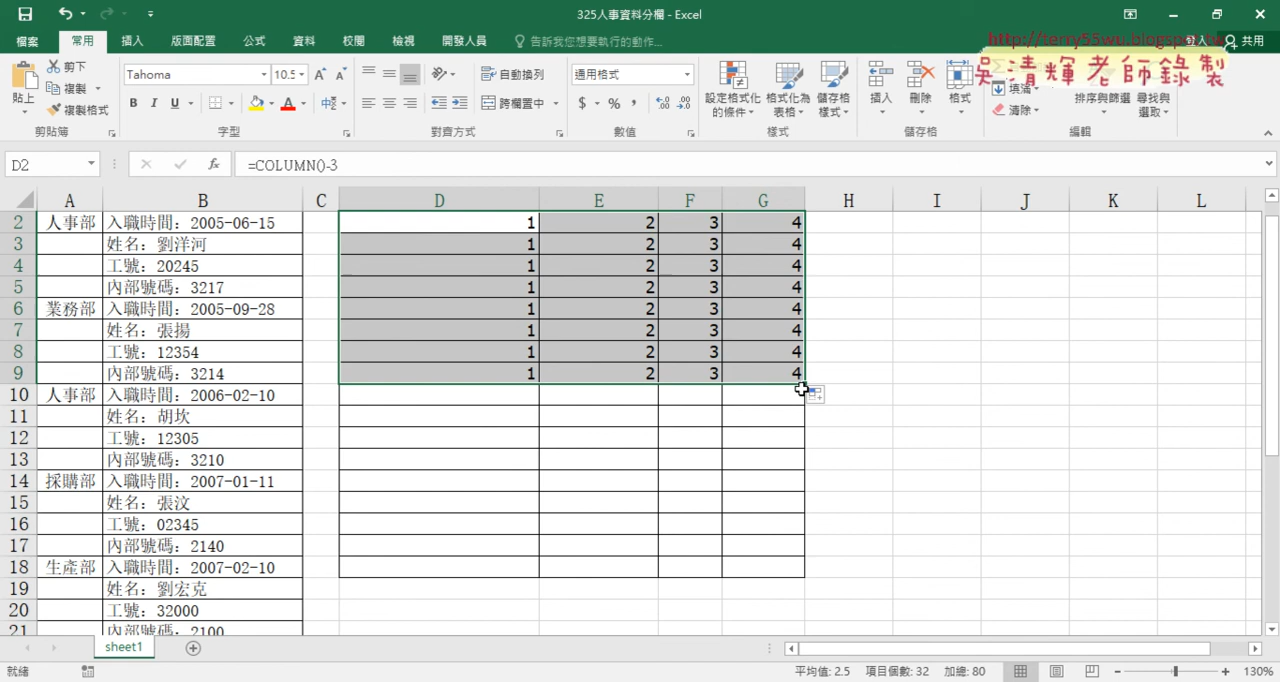 325人事資料分欄 - Excel
檔案 常用 插入 版面配置 公式 資料 校閱 檢視 開發人員 告訴我您想要執行的動作... 登入 共用
http://terry55wu.blogspot.tw
吳清輝老師錄製
剪下 Tahoma 10.5 自動換列 通用格式 填滿
貼上 複製 設定格式化的條件 格式化為表格 儲存格樣式 插入 刪除 格式 排序與篩選 尋找與選取
複製格式 B I U 跨欄置中 $ % , 清除
剪貼簿 字型 對齊方式 數值 樣式 儲存格 編輯
D2 fx =COLUMN()-3
A B C D E F G H I J K L
2 人事部 入職時間：2005-06-15 1 2 3 4
3 姓名：劉洋河 1 2 3 4
4 工號：20245 1 2 3 4
5 內部號碼：3217 1 2 3 4
6 業務部 入職時間：2005-09-28 1 2 3 4
7 姓名：張揚 1 2 3 4
8 工號：12354 1 2 3 4
9 內部號碼：3214 1 2 3 4
10 人事部 入職時間：2006-02-10
11 姓名：胡坎
12 工號：12305
13 內部號碼：3210
14 採購部 入職時間：2007-01-11
15 姓名：張汶
16 工號：02345
17 內部號碼：2140
18 生產部 入職時間：2007-02-10
19 姓名：劉宏克
20 工號：32000
21 內部號碼：2100
sheet1
就緒 平均值: 2.5 項目個數: 32 加總: 80 130%